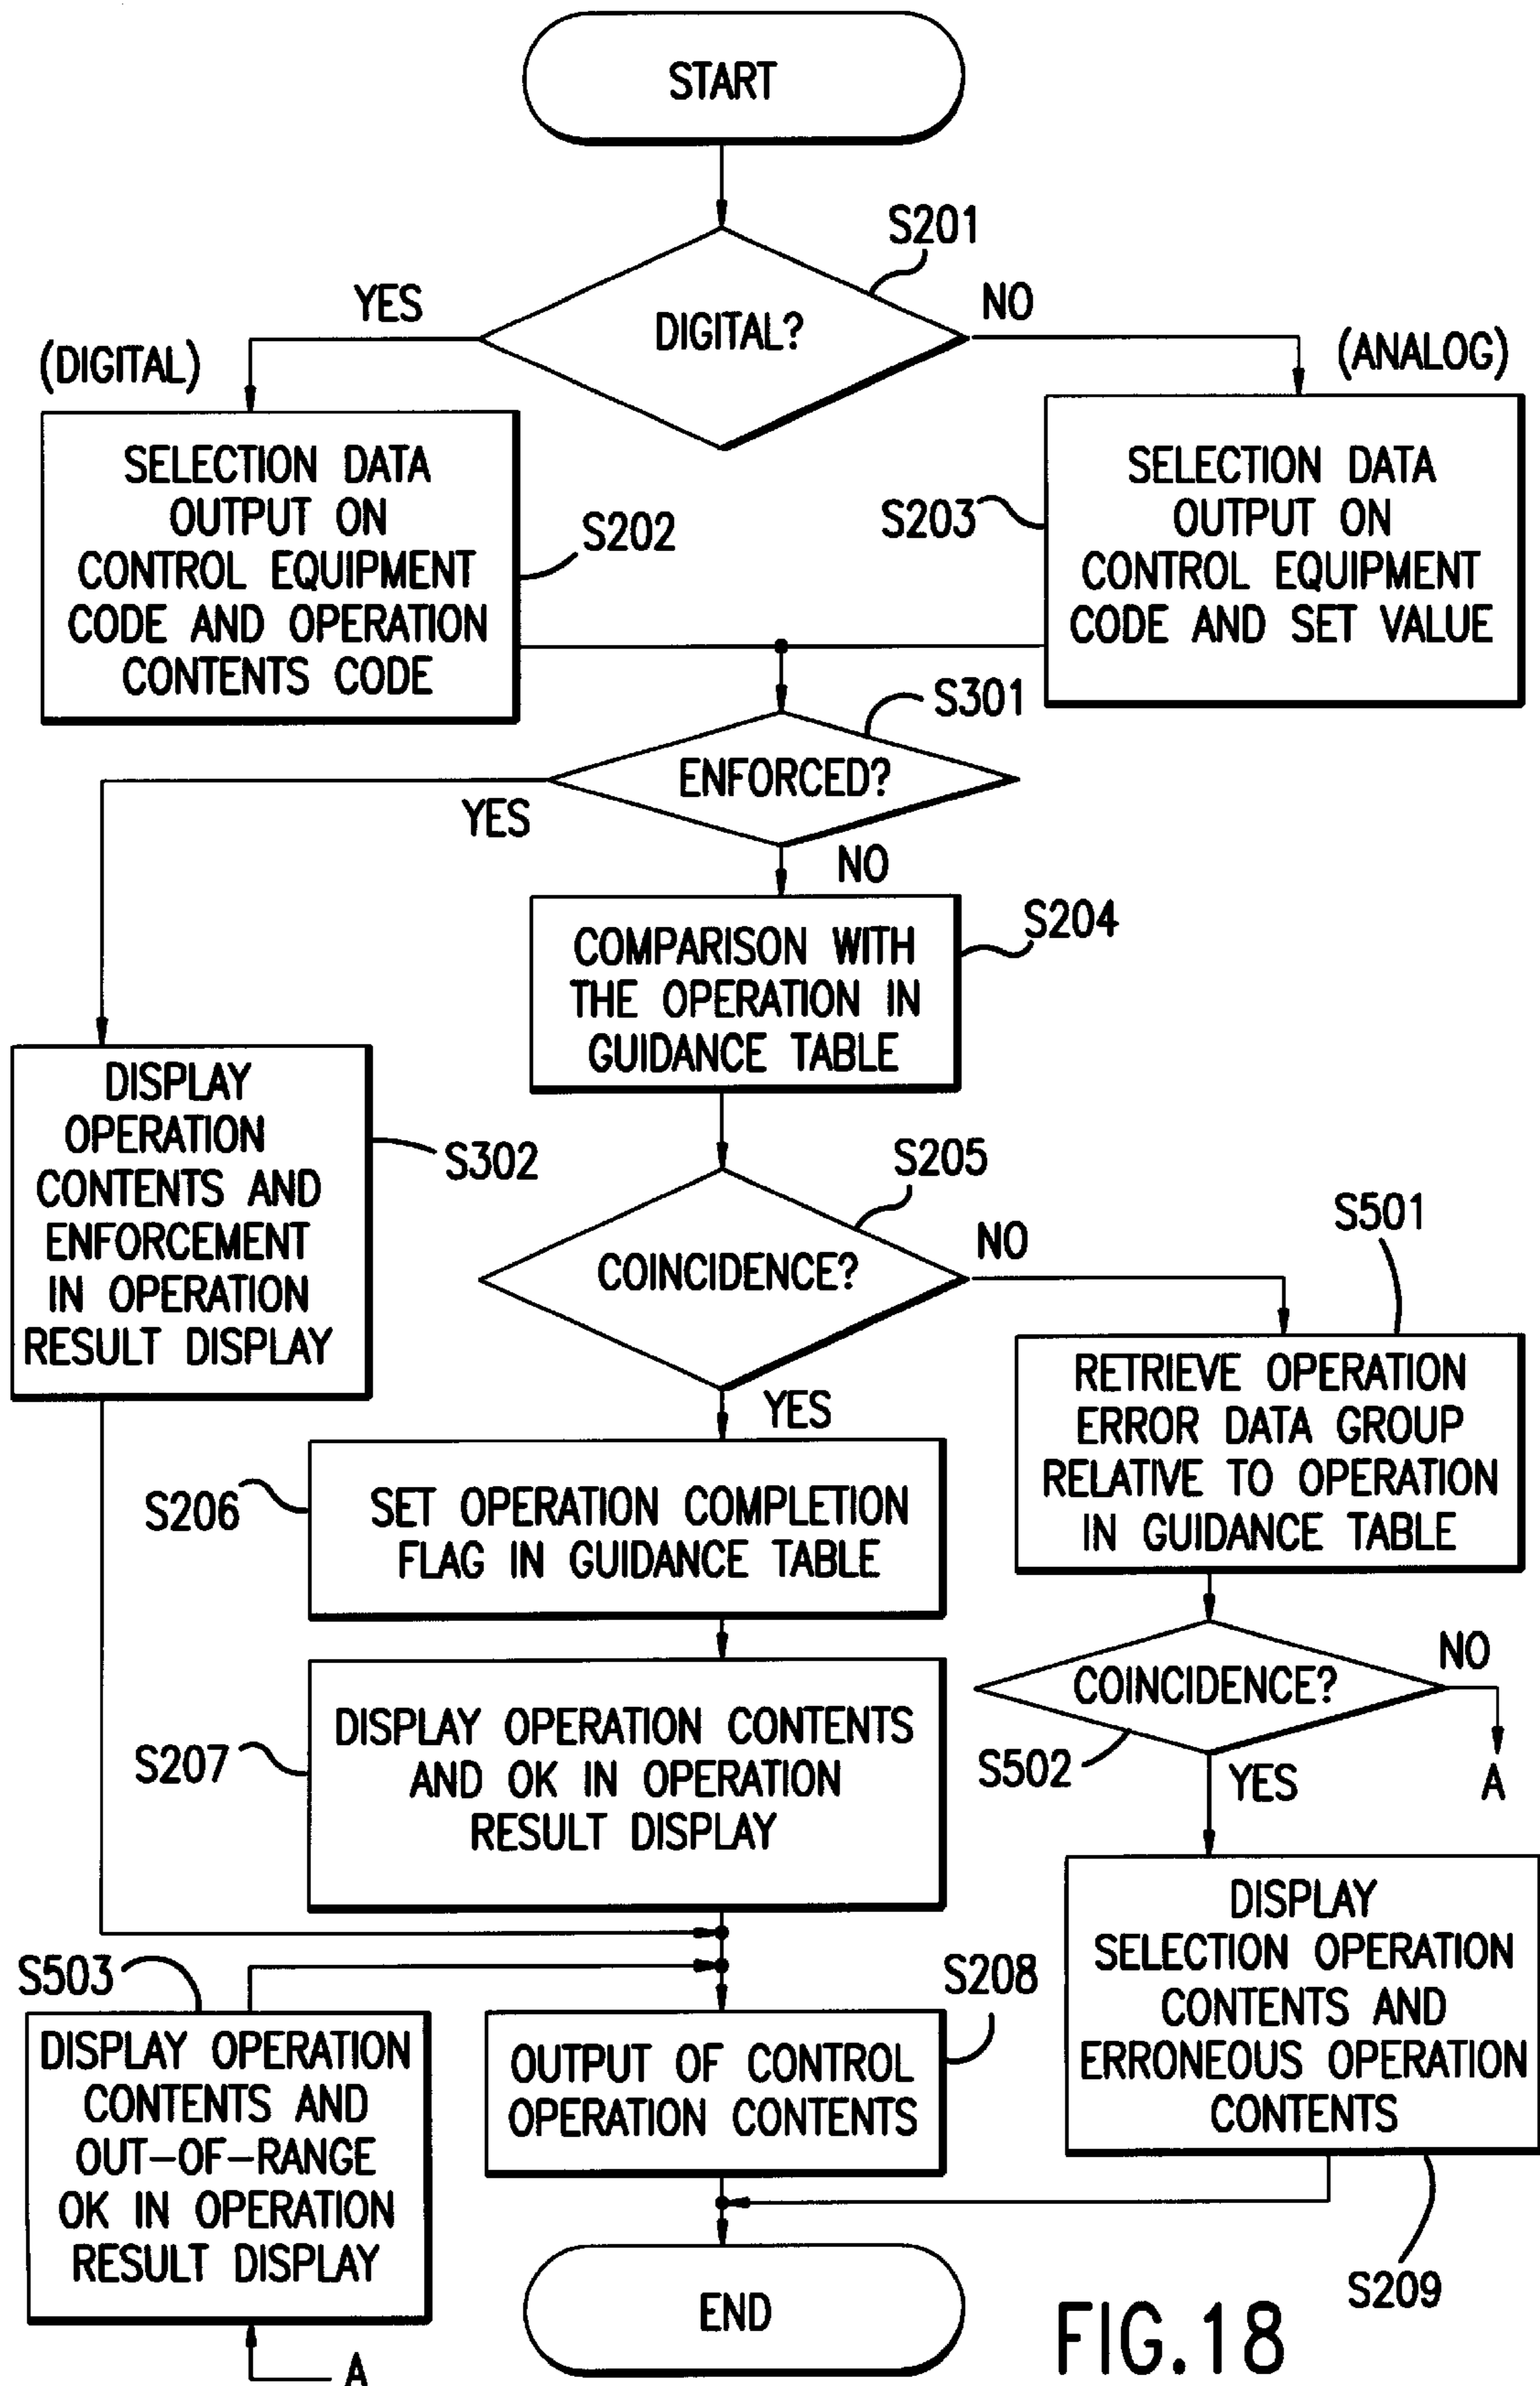 START
S201
YES
NO
DIGITAL?
(DIGITAL)
(ANALOG)
SELECTION DATA
OUTPUT ON
CONTROL EQUIPMENT
CODE AND OPERATION
CONTENTS CODE
S202
S203
SELECTION DATA
OUTPUT ON
CONTROL EQUIPMENT
CODE AND SET VALUE
S301
ENFORCED?
YES
NO
S204
COMPARISON WITH
THE OPERATION IN
GUIDANCE TABLE
DISPLAY
OPERATION
CONTENTS AND
ENFORCEMENT
IN OPERATION
RESULT DISPLAY
S302
S205
COINCIDENCE?
NO
S501
YES
RETRIEVE OPERATION
ERROR DATA GROUP
RELATIVE TO OPERATION
IN GUIDANCE TABLE
S206
SET OPERATION COMPLETION
FLAG IN GUIDANCE TABLE
COINCIDENCE?
NO
S502
YES
A
S207
DISPLAY OPERATION CONTENTS
AND OK IN OPERATION
RESULT DISPLAY
DISPLAY
SELECTION OPERATION
CONTENTS AND
ERRONEOUS OPERATION
CONTENTS
S503
S208
DISPLAY OPERATION
CONTENTS AND
OUT-OF-RANGE
OK IN OPERATION
RESULT DISPLAY
OUTPUT OF CONTROL
OPERATION CONTENTS
S209
END
A
FIG.18